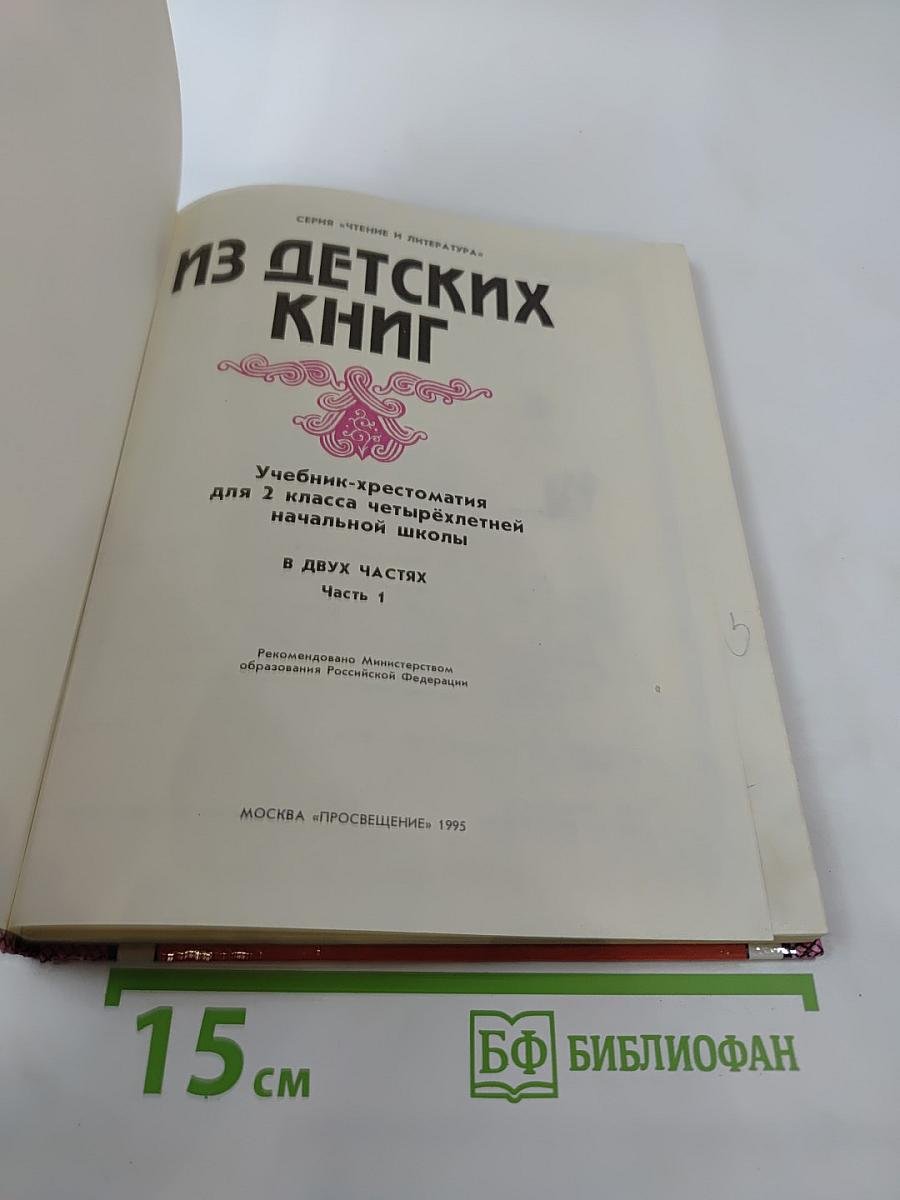 СЕРИЯ «ЧТЕНИЕ И ЛИТЕРАТУРА»
ИЗ ДЕТСКИХ
КНИГ
Учебник-хрестоматия
для 2 класса четырёхлетней
начальной школы
В ДВУХ ЧАСТЯХ
Часть 1
Рекомендовано Министерством
образования Российской Федерации
МОСКВА «ПРОСВЕЩЕНИЕ» 1995
15 см
БФ БИБЛИОФАН